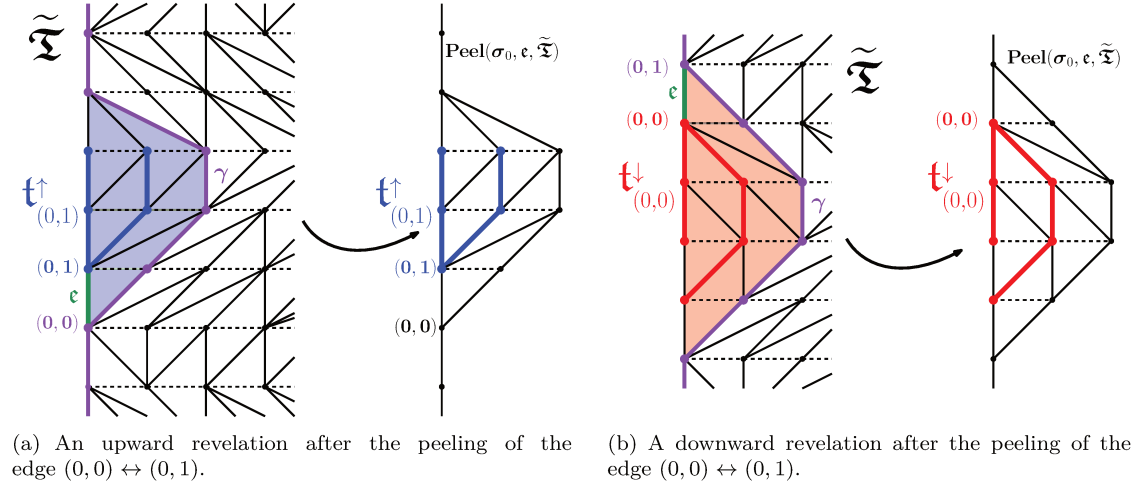 𝕿̃
Peel(σ₀, 𝔢, 𝕿̃)
γ
𝔱↑(0,1)
(0, 1)
𝔢
(0, 0)
𝔱↑(0,1)
(0, 1)
(0, 0)
(a) An upward revelation after the peeling of the
edge (0, 0) ↔ (0, 1).
(0, 1)
𝔢
(0, 0)
𝔱↓(0,0)
γ
𝕿̃
Peel(σ₀, 𝔢, 𝕿̃)
(0, 0)
𝔱↓(0,0)
(b) A downward revelation after the peeling of the
edge (0, 0) ↔ (0, 1).